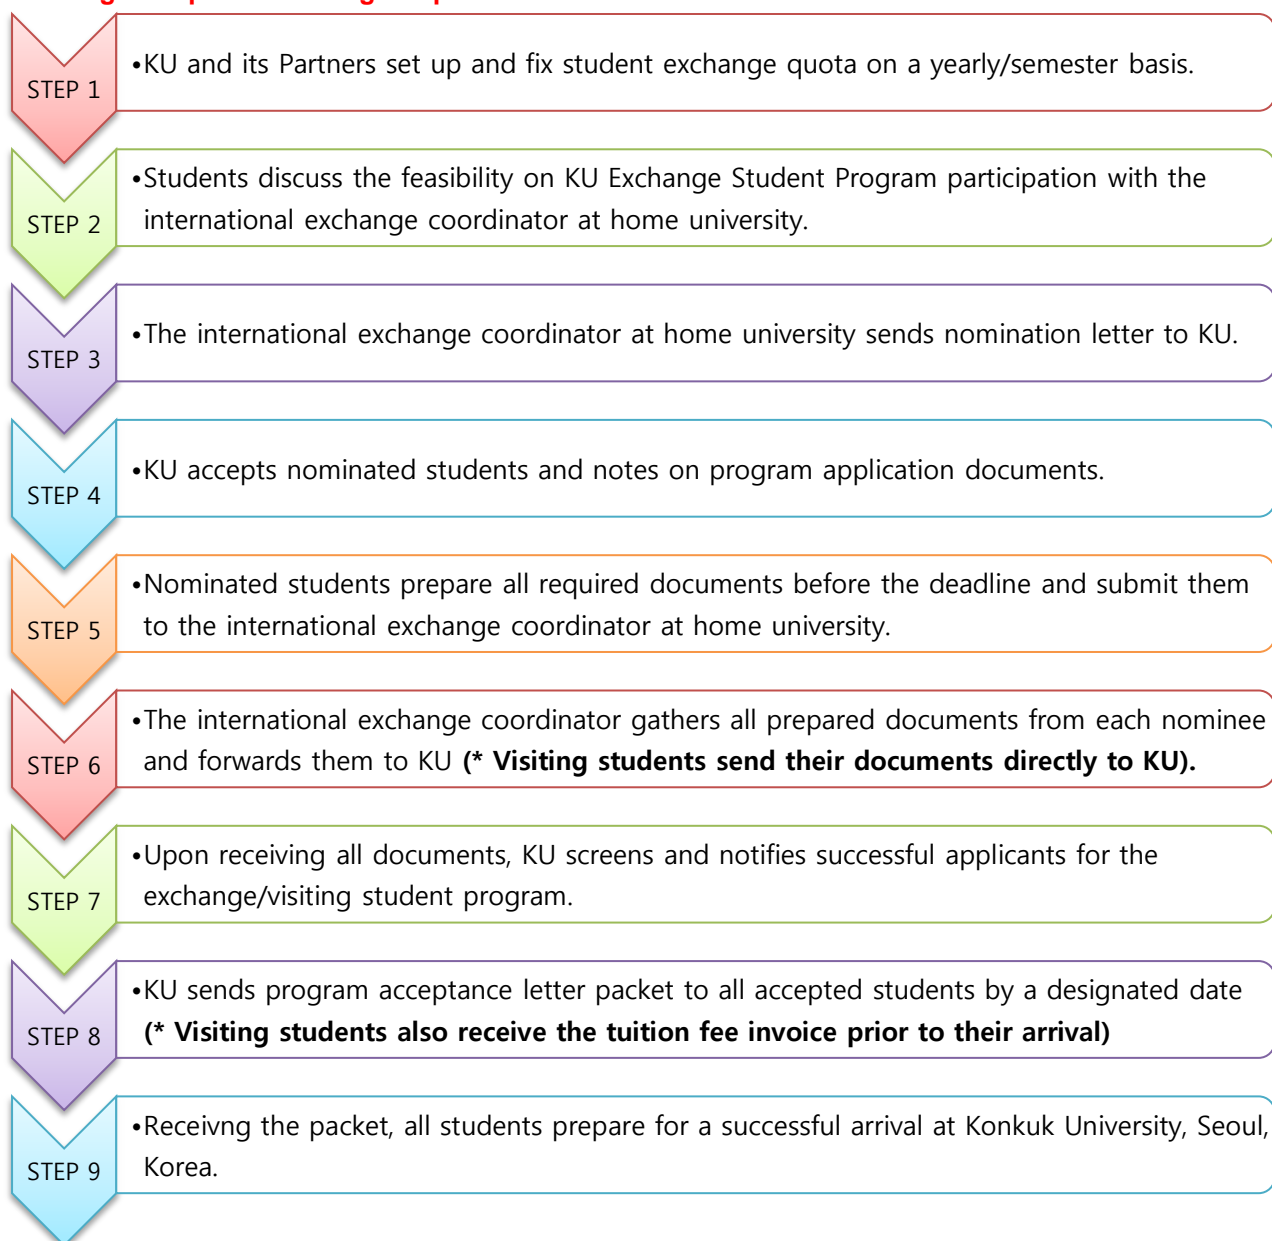 STEP 1
•KU and its Partners set up and fix student exchange quota on a yearly/semester basis.
STEP 2
•Students discuss the feasibility on KU Exchange Student Program participation with the
international exchange coordinator at home university.
STEP 3
•The international exchange coordinator at home university sends nomination letter to KU.
STEP 4
•KU accepts nominated students and notes on program application documents.
STEP 5
•Nominated students prepare all required documents before the deadline and submit them
to the international exchange coordinator at home university.
STEP 6
•The international exchange coordinator gathers all prepared documents from each nominee
and forwards them to KU (* Visiting students send their documents directly to KU).
STEP 7
•Upon receiving all documents, KU screens and notifies successful applicants for the
exchange/visiting student program.
STEP 8
•KU sends program acceptance letter packet to all accepted students by a designated date
(* Visiting students also receive the tuition fee invoice prior to their arrival)
STEP 9
•Receivng the packet, all students prepare for a successful arrival at Konkuk University, Seoul,
Korea.